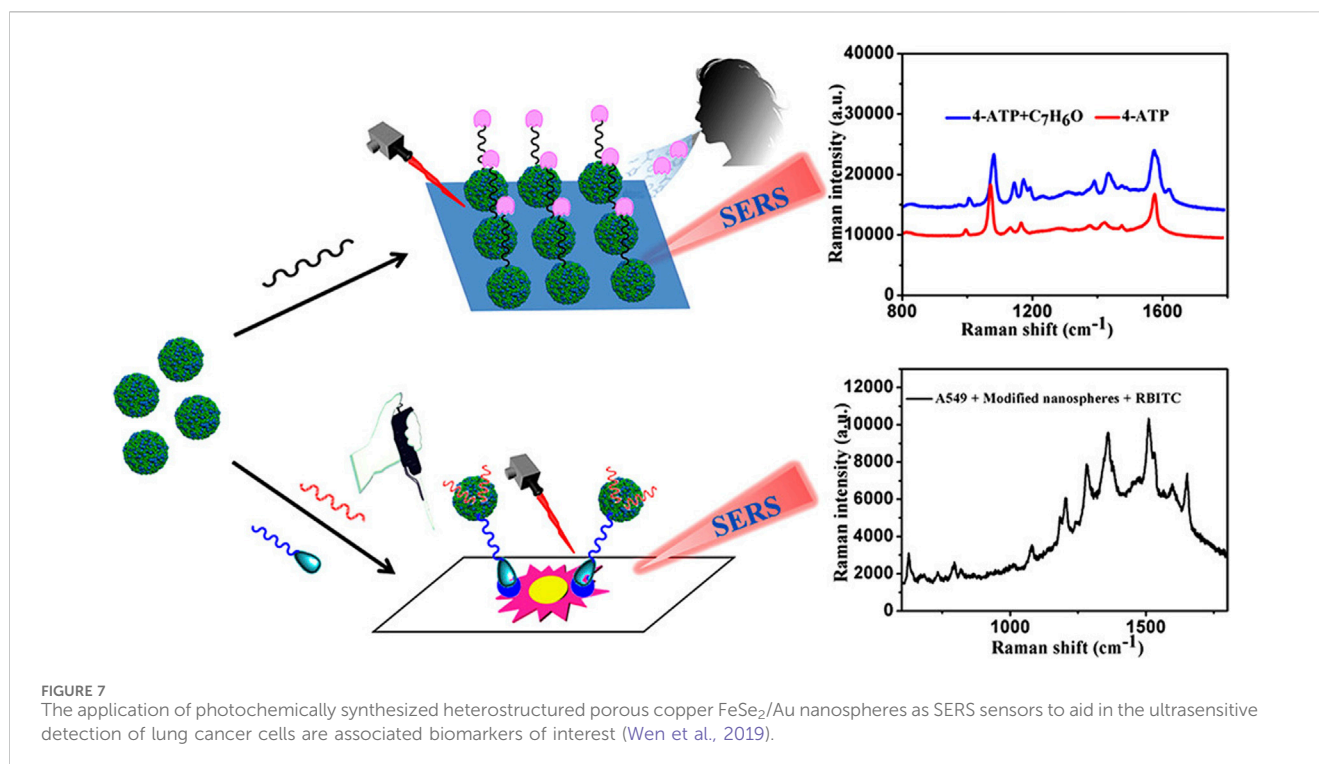 SERS
40000
30000
20000
10000
0
800
1200
1600
Raman intensity (a.u.)
Raman shift (cm-1)
4-ATP+C7H6O
4-ATP
SERS
12000
10000
8000
6000
4000
2000
0
1000
1500
Raman intensity (a.u.)
Raman shift (cm-1)
A549 + Modified nanospheres + RBITC
FIGURE 7
The application of photochemically synthesized heterostructured porous copper FeSe2/Au nanospheres as SERS sensors to aid in the ultrasensitive
detection of lung cancer cells are associated biomarkers of interest (Wen et al., 2019).